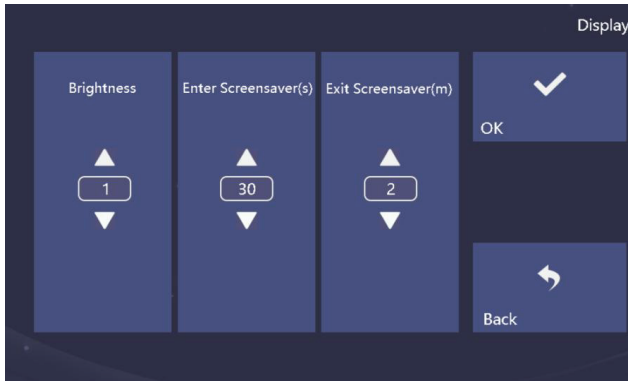 Display
Brightness
Enter Screensaver(s)
Exit Screensaver(m)
1
30
2
OK
Back